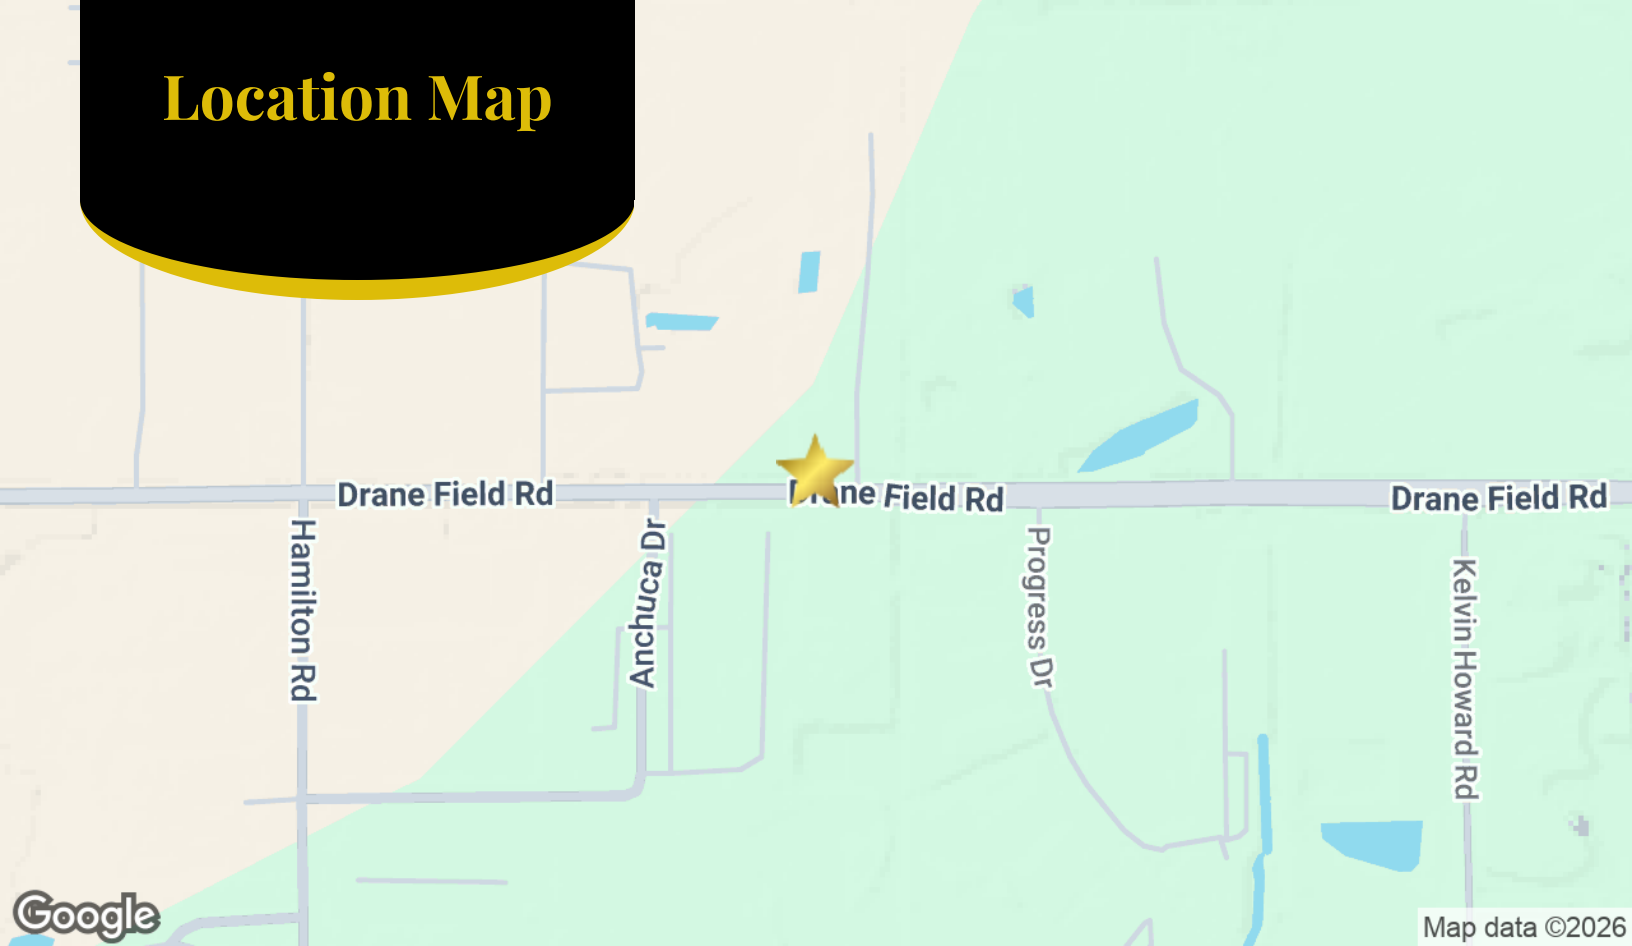 Location Map
Drane Field Rd
Drane Field Rd
Drane Field Rd
Hamilton Rd
Anchuca Dr
Progress Dr
Kelvin Howard Rd
Google
Map data ©2026